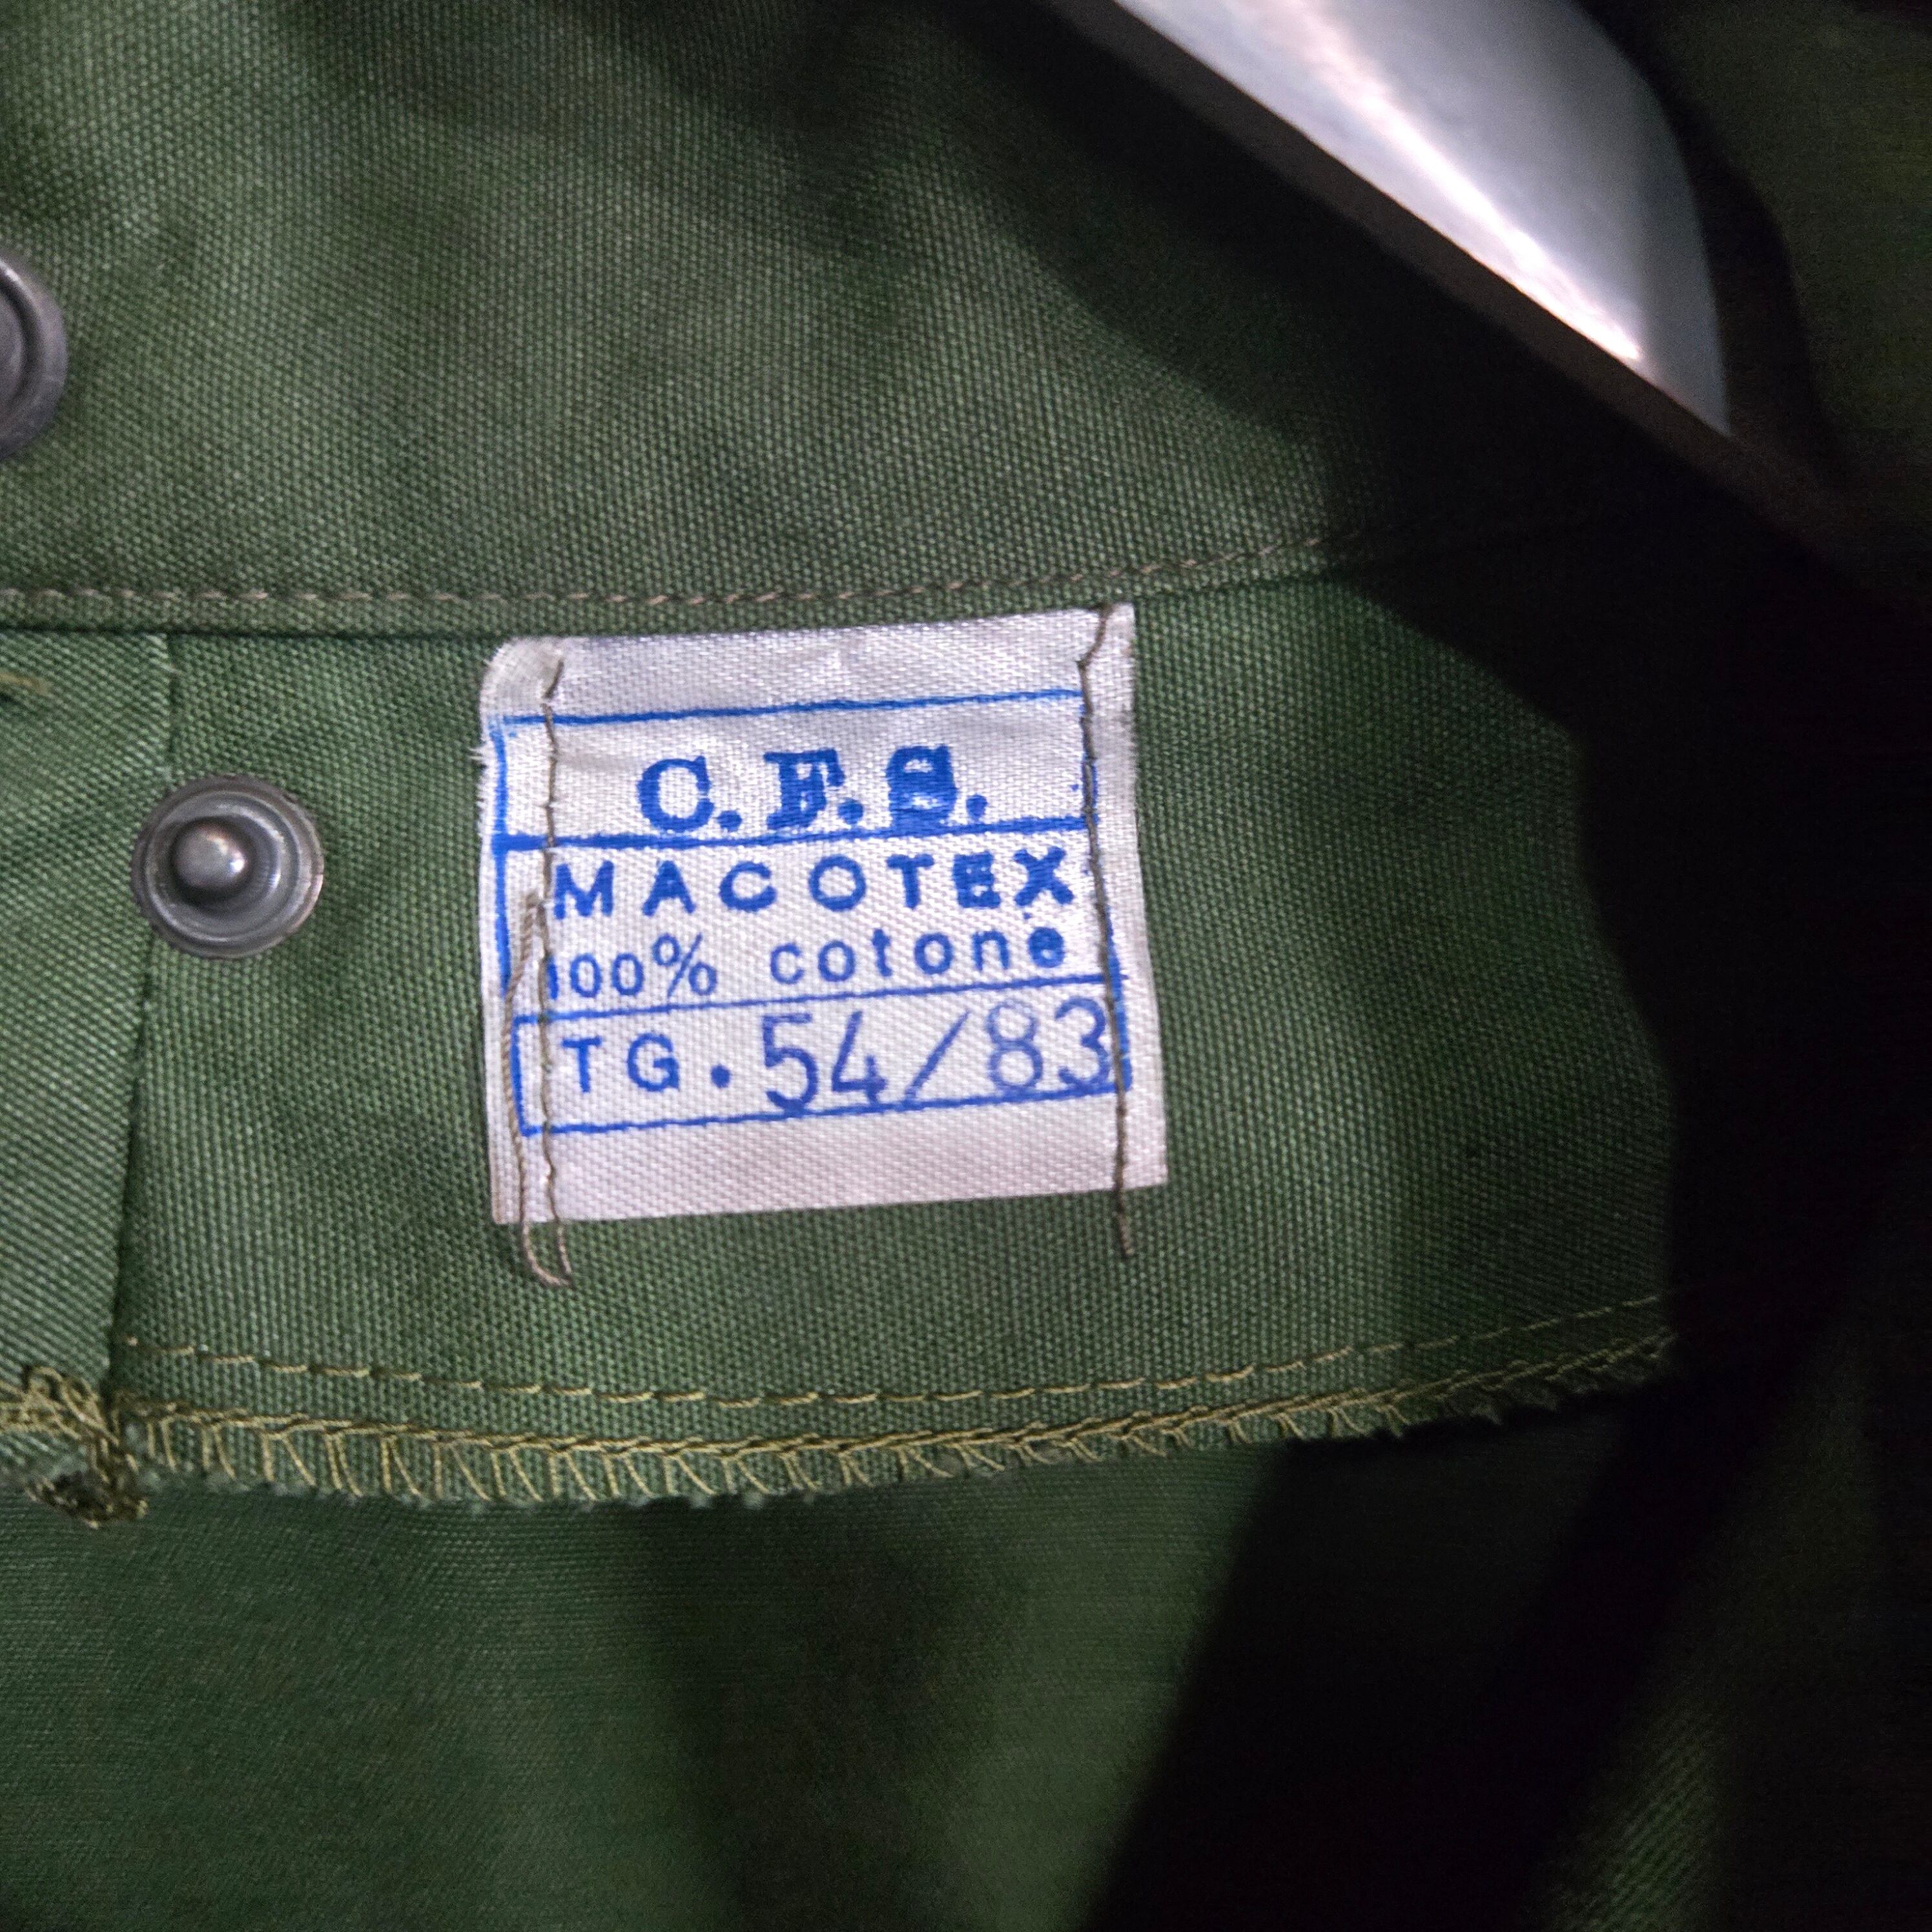 C.F.S.
MACOTEX
100% cotone
TG. 54/83